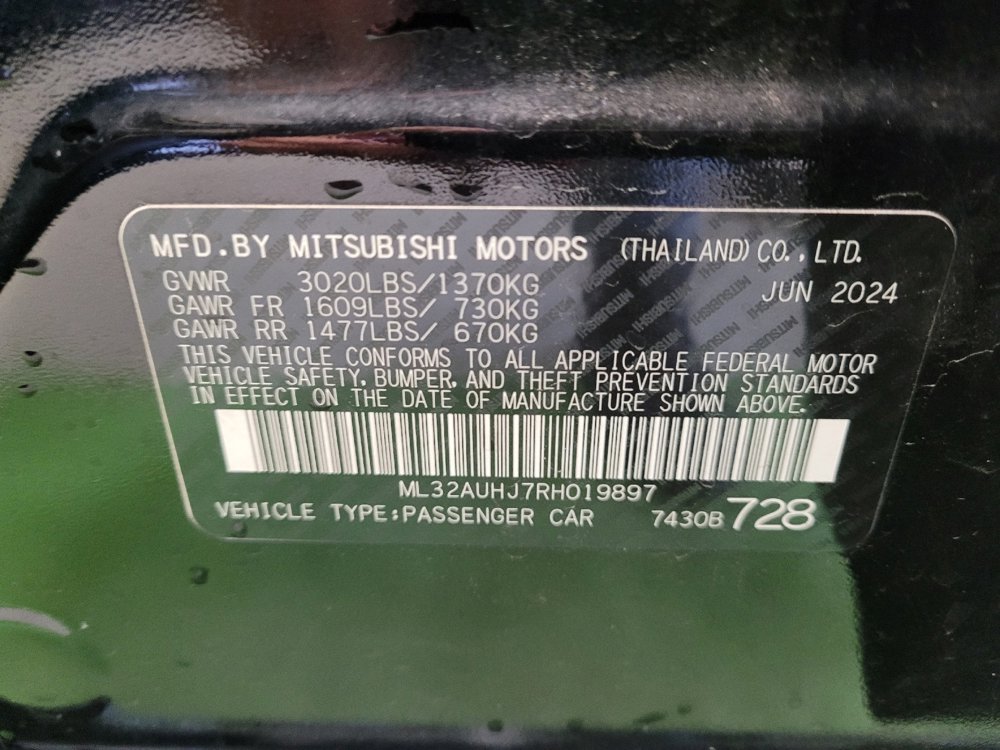 MFD. BY MITSUBISHI MOTORS (THAILAND) CO., LTD.
GVWR 3020LBS/1370KG JUN 2024
GAWR FR 1609LBS/ 730KG
GAWR RR 1477LBS/ 670KG
THIS VEHICLE CONFORMS TO ALL APPLICABLE FEDERAL MOTOR
VEHICLE SAFETY, BUMPER, AND THEFT PREVENTION STANDARDS
IN EFFECT ON THE DATE OF MANUFACTURE SHOWN ABOVE.
ML32AUHJ7RH019897
VEHICLE TYPE:PASSENGER CAR 7430B 728